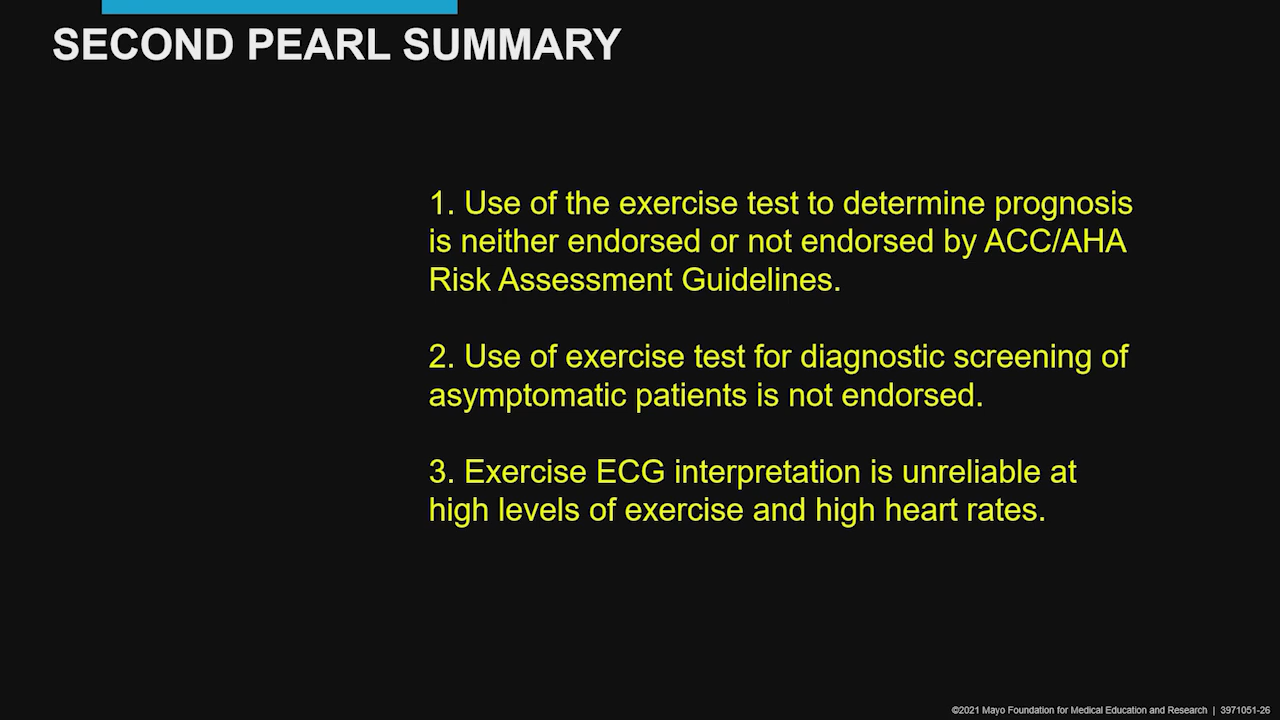 SECOND PEARL SUMMARY
1. Use of the exercise test to determine prognosis
is neither endorsed or not endorsed by ACC/AHA
Risk Assessment Guidelines.
2. Use of exercise test for diagnostic screening of
asymptomatic patients is not endorsed.
3. Exercise ECG interpretation is unreliable at
high levels of exercise and high heart rates.
©2021 Mayo Foundation for Medical Education and Research | 3971051-26